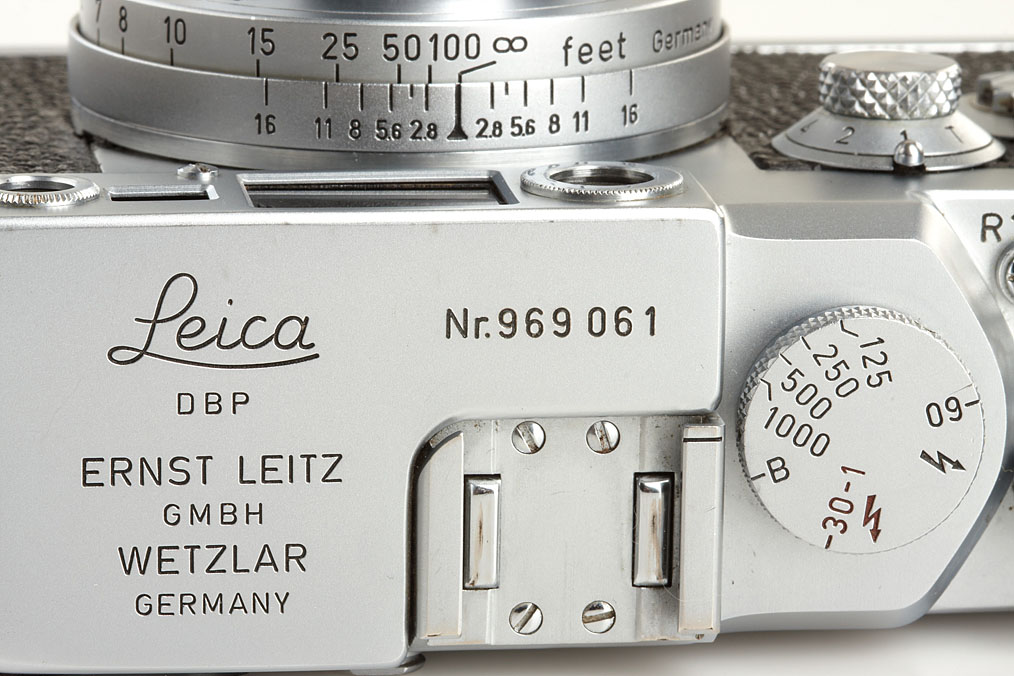 7 8 10 15 25 50 100 ∞ feet Germany
16 11 8 5.6 2.8 2.8 5.6 8 11 16
2 1 T
R
Leica
DBP
ERNST LEITZ
GMBH
WETZLAR
GERMANY
Nr. 969 061
125
250
500
1000
B
30-1
60